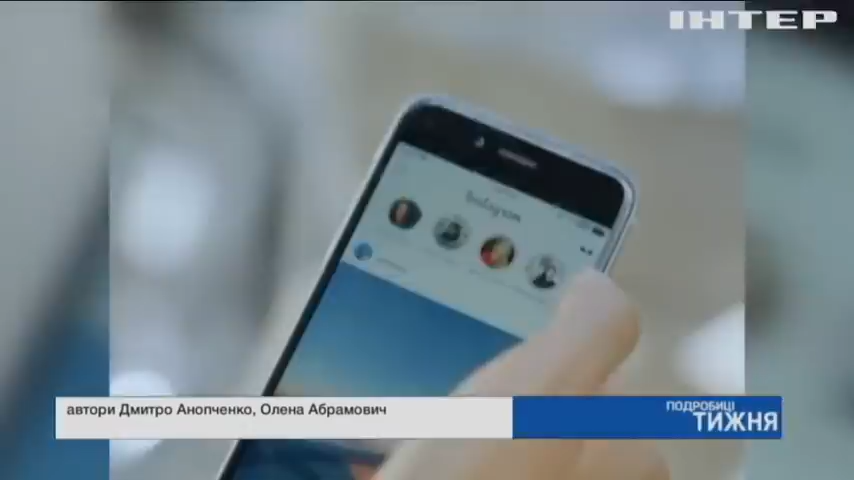 ІНТЕР
Instagram
автори Дмитро Анопченко, Олена Абрамович
ПОДРОБИЦІ
ТИЖНЯ